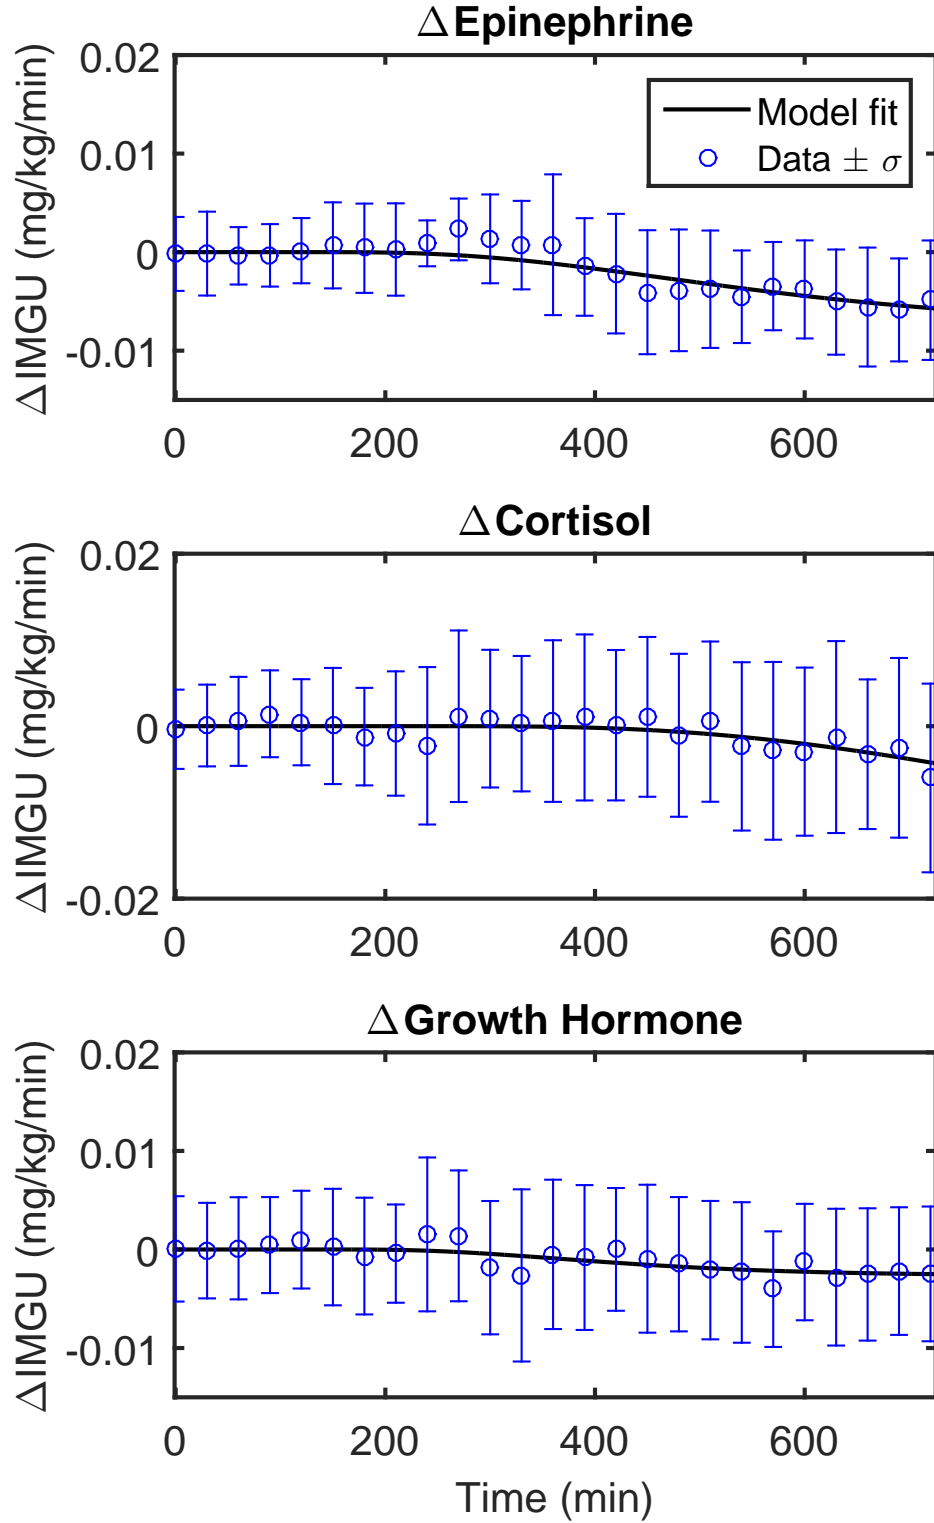 ΔEpinephrine
0.02
0.01
0
-0.01
ΔIMGU (mg/kg/min)
Model fit
Data ± σ
0 200 400 600
ΔCortisol
0.02
0
-0.02
ΔIMGU (mg/kg/min)
0 200 400 600
ΔGrowth Hormone
0.02
0.01
0
-0.01
ΔIMGU (mg/kg/min)
0 200 400 600
Time (min)